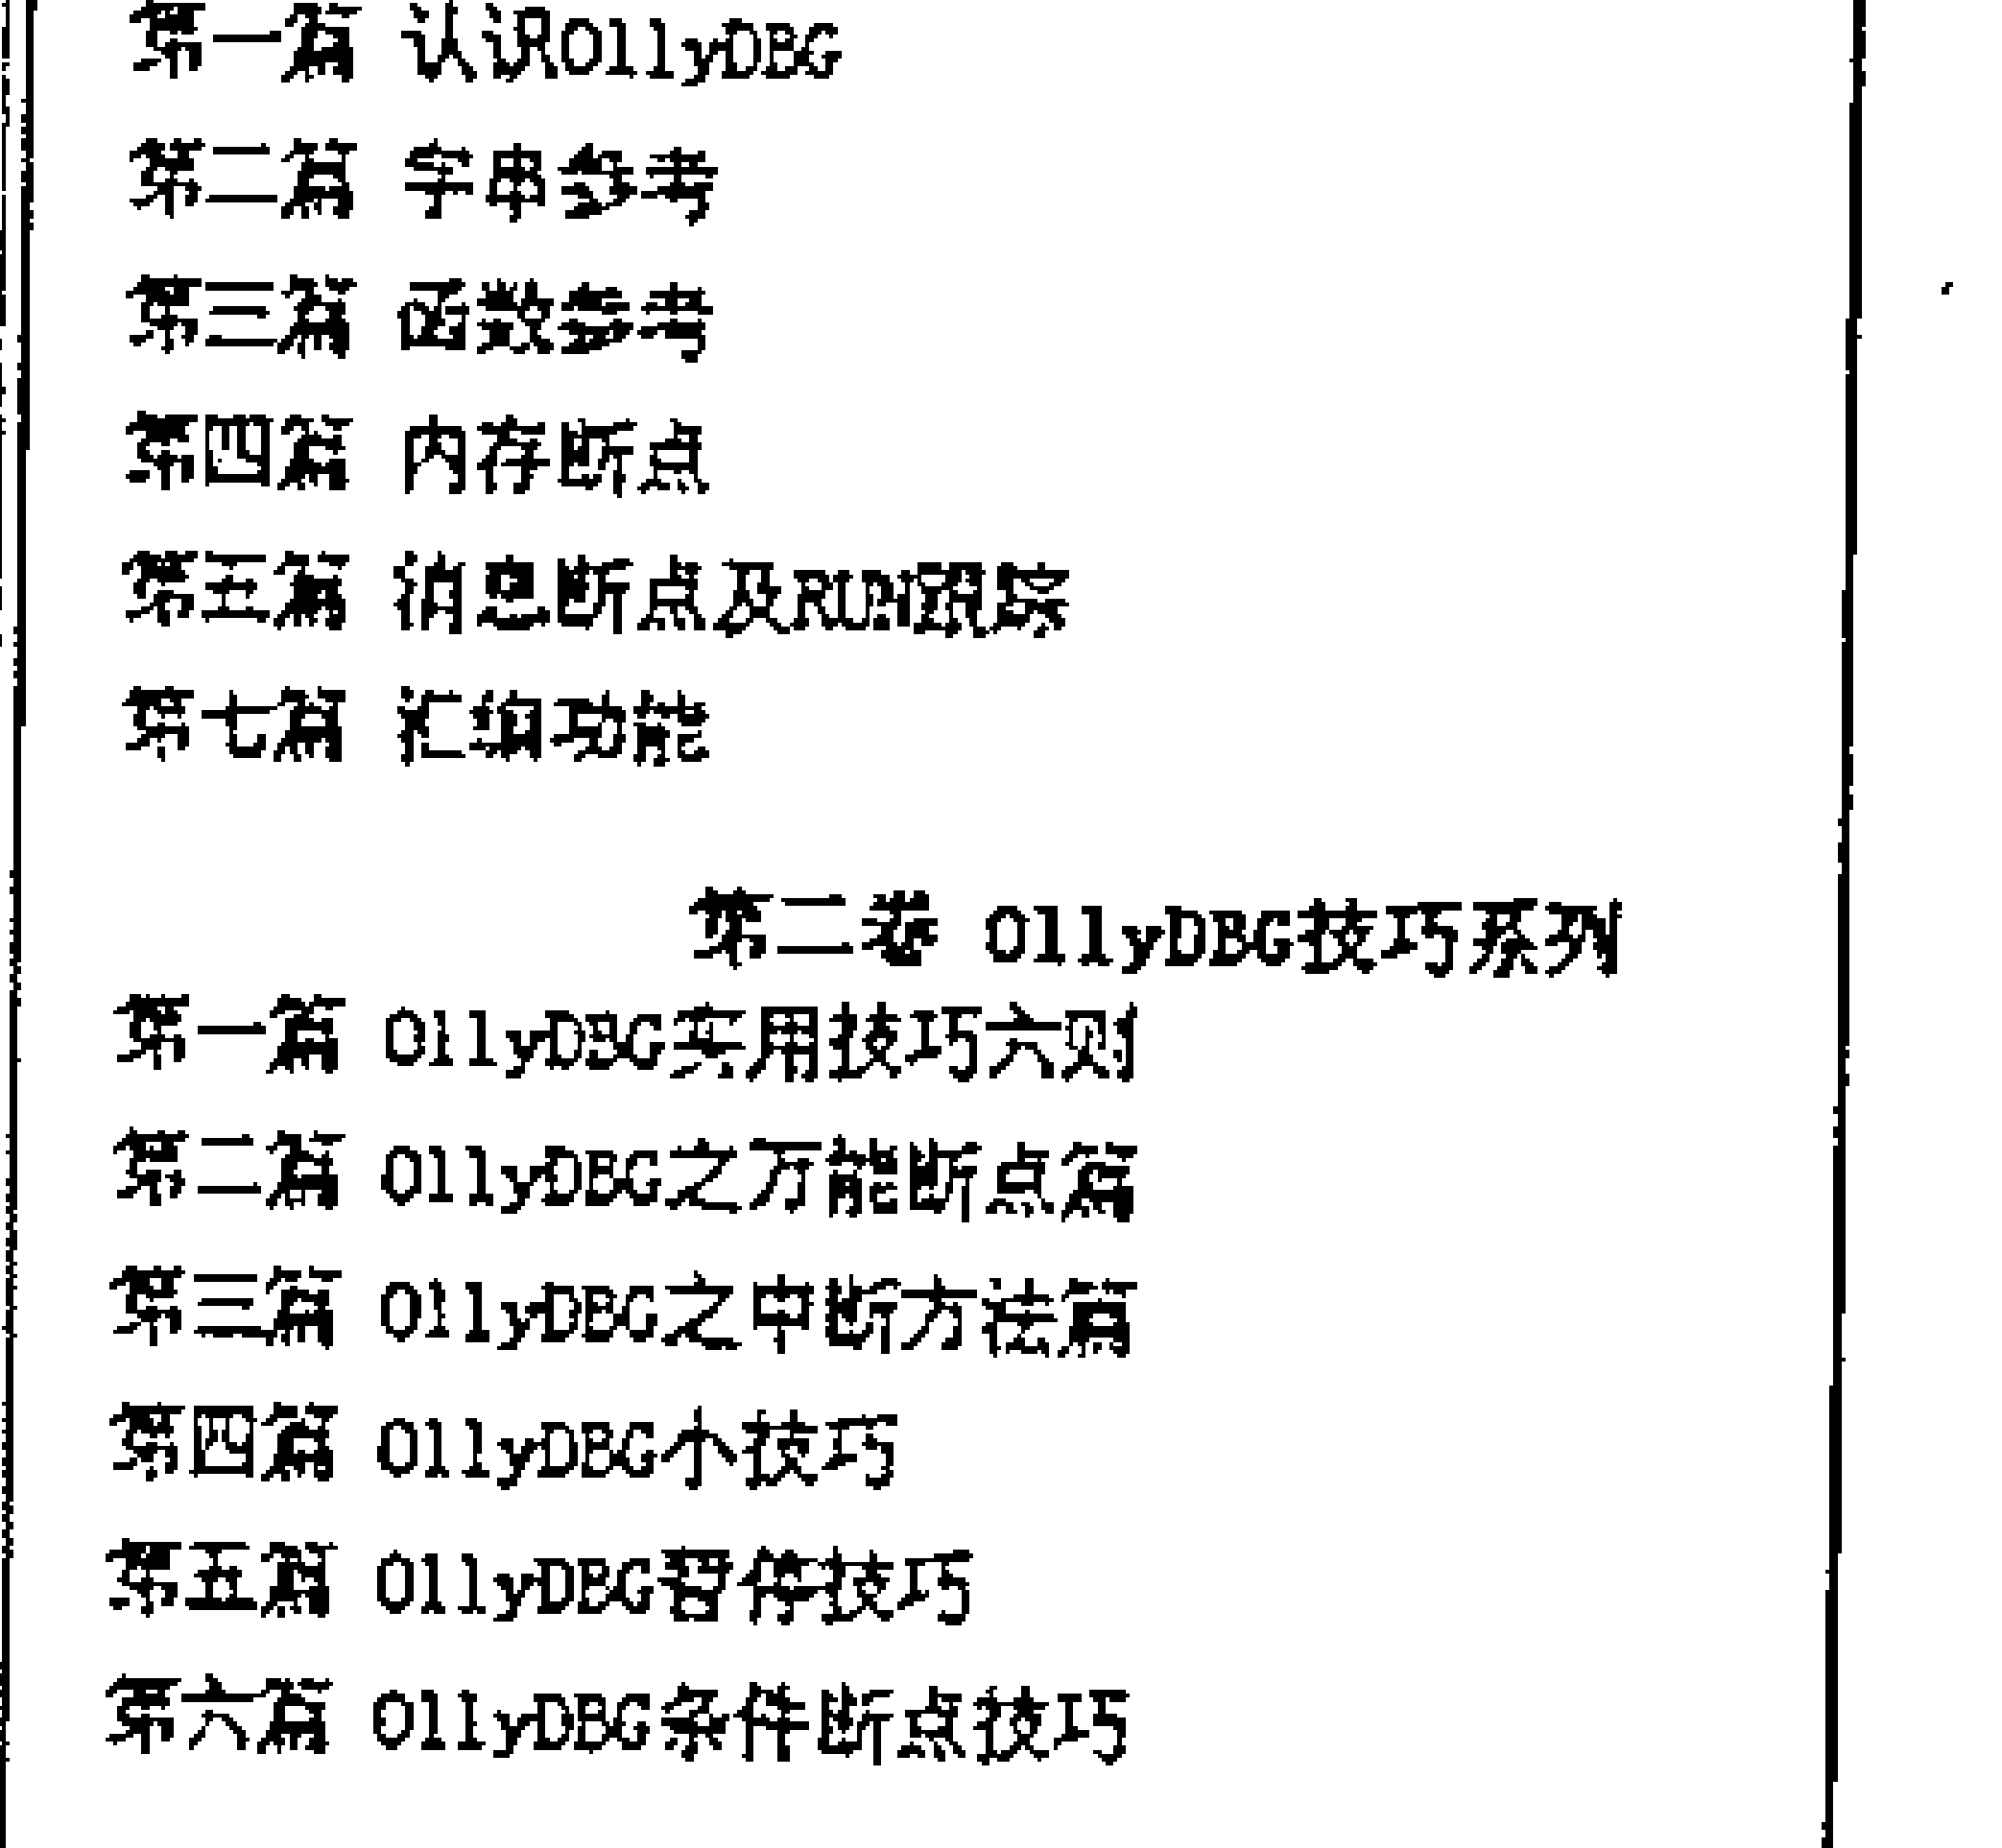 第一篇 认识OllyDBG
第二篇 字串参考
第三篇 函数参考
第四篇 内存断点
第五篇 消息断点及RUN跟踪
第七篇 汇编功能
第二卷 OllyDBG技巧系列
第一篇 OllyDBG实用技巧六则
第二篇 OllyDBG之万能断点篇
第三篇 OllyDBG之中断方法篇
第四篇 OllyDBG小技巧
第五篇 OllyDBG暂停技巧
第六篇 OllyDBG条件断点技巧